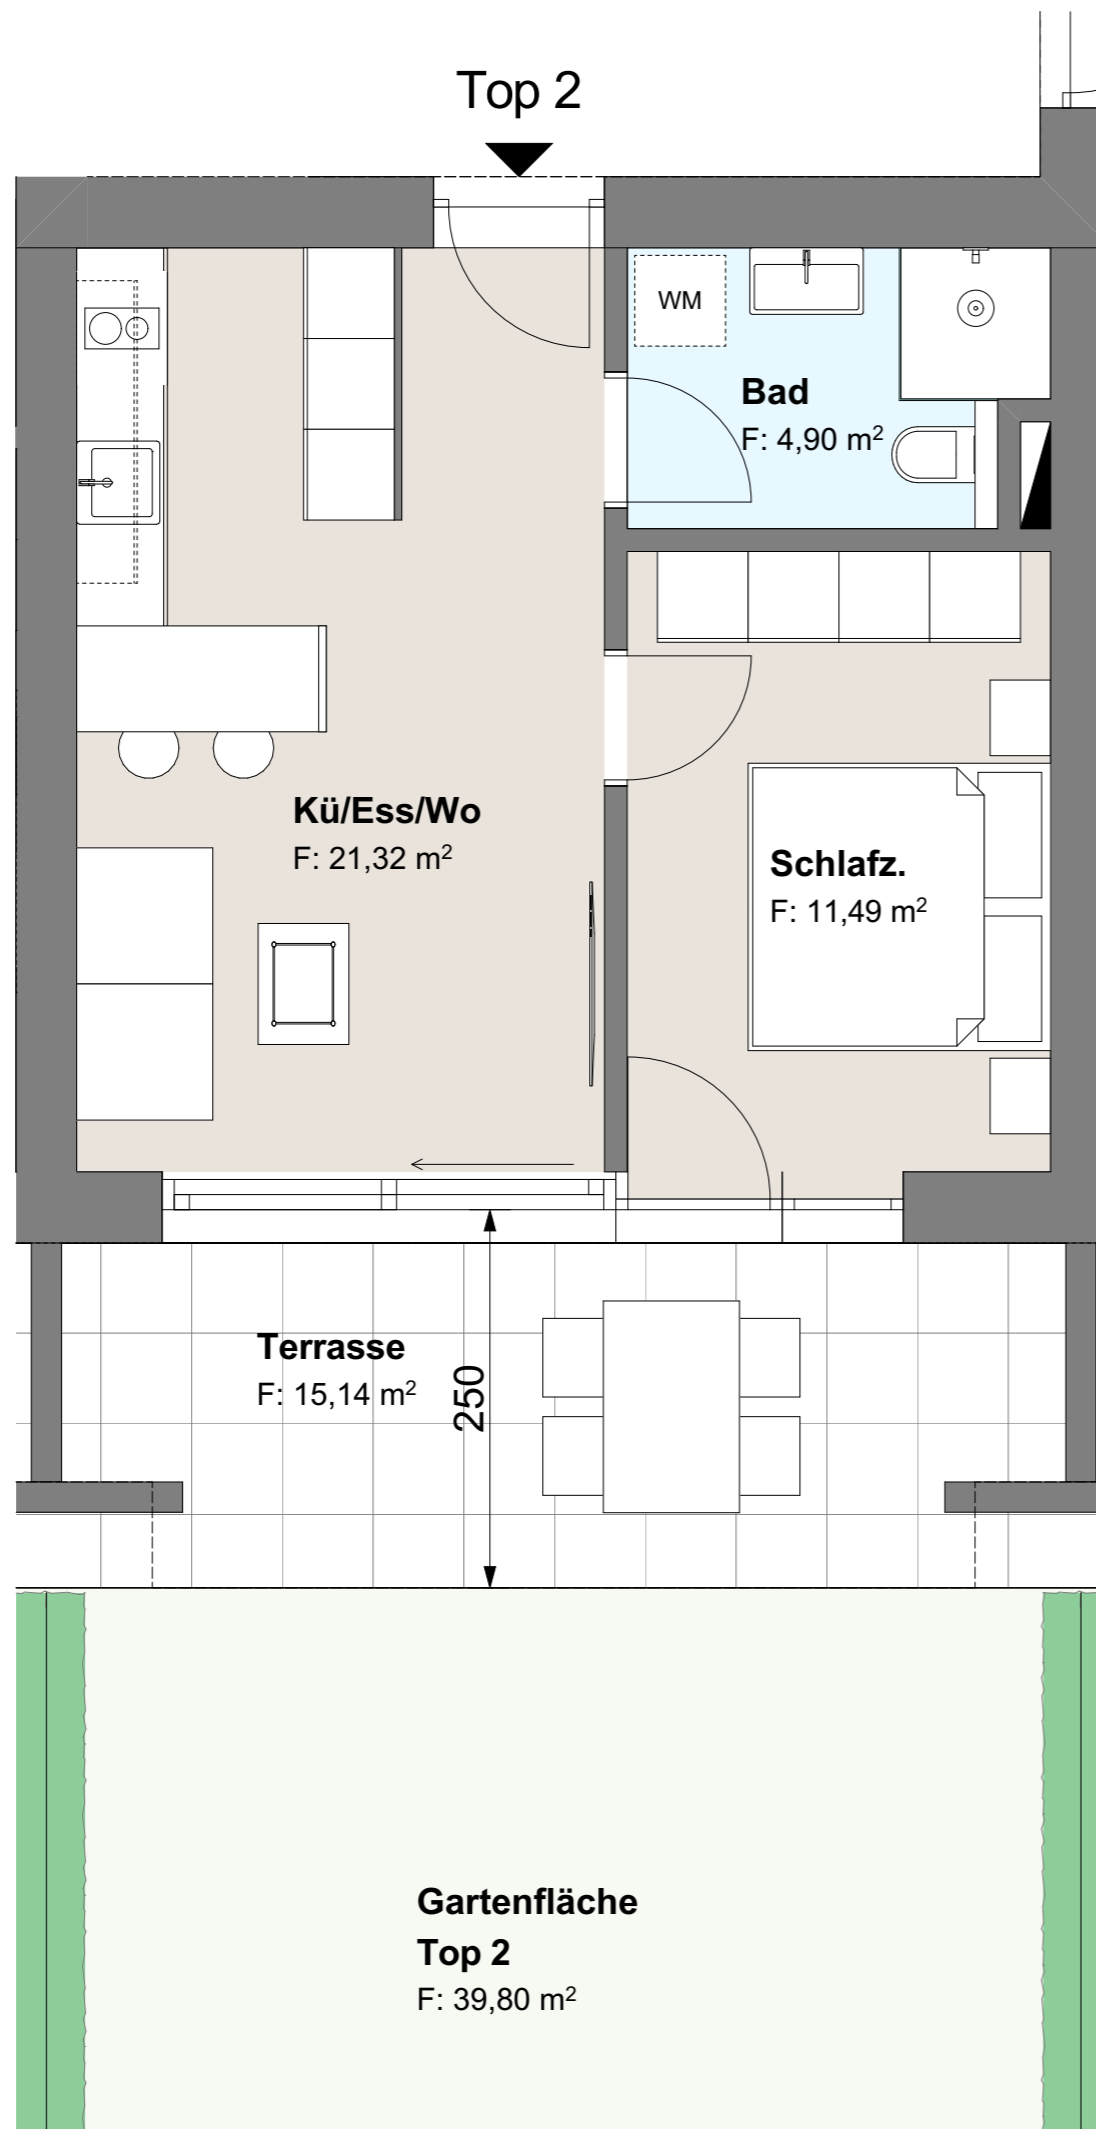 Top 2
WM
Bad
F: 4,90 m²
Kü/Ess/Wo
F: 21,32 m²
Schlafz.
F: 11,49 m²
Terrasse
F: 15,14 m²
250
Gartenfläche
Top 2
F: 39,80 m²